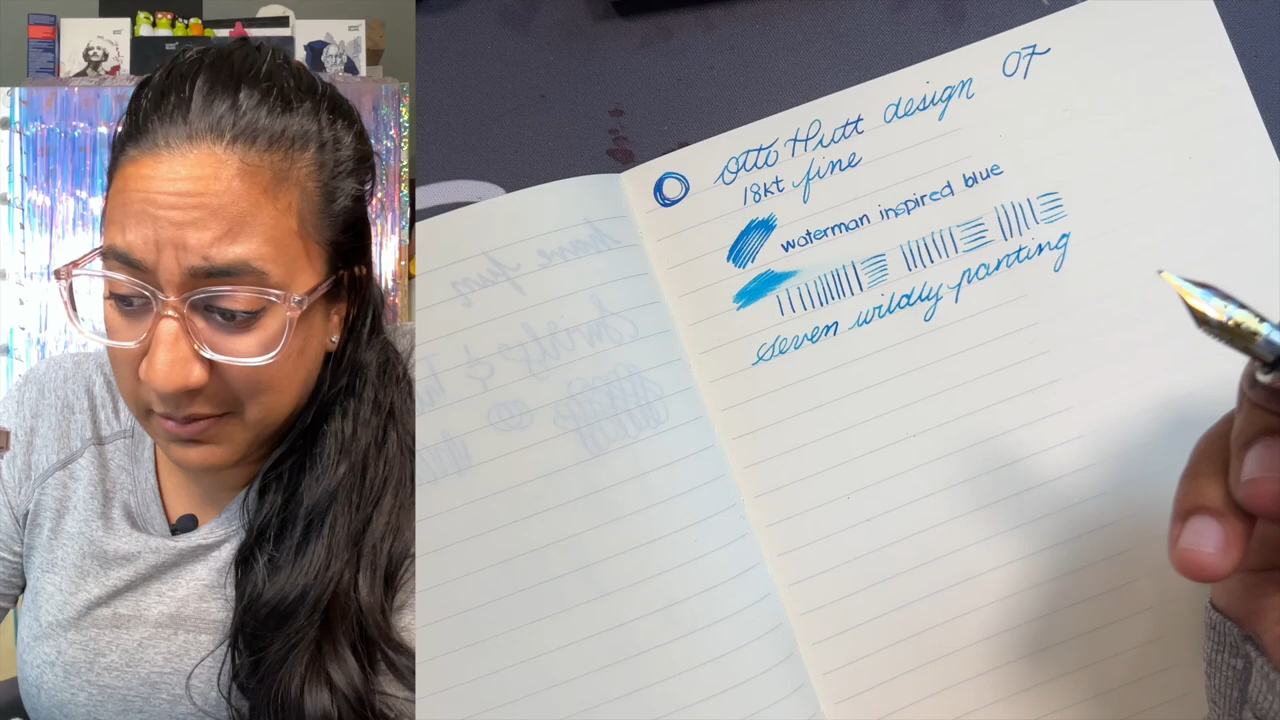 Otto Hutt design 07
18kt fine
waterman inspired blue
seven wildly panting